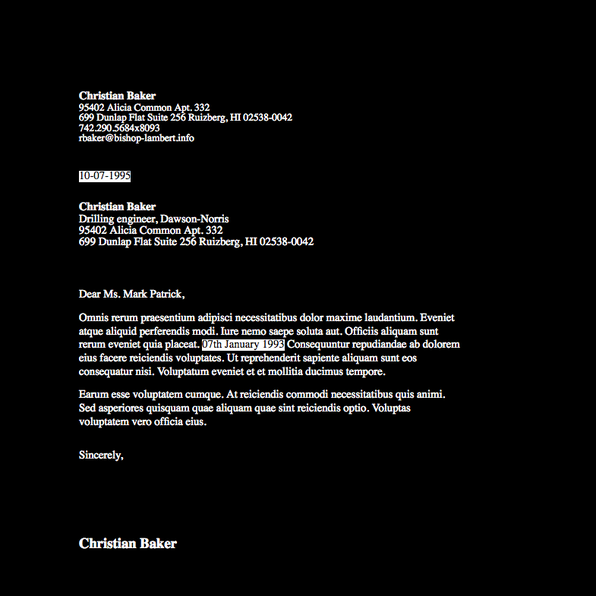 Christian Baker
95402 Alicia Common Apt. 332
699 Dunlap Flat Suite 256 Ruizberg, HI 02538-0042
742.290.5684x8093
rbaker@bishop-lambert.info
10-07-1995
Christian Baker
Drilling engineer, Dawson-Norris
95402 Alicia Common Apt. 332
699 Dunlap Flat Suite 256 Ruizberg, HI 02538-0042
Dear Ms. Mark Patrick,
Omnis rerum praesentium adipisci necessitatibus dolor maxime laudantium. Eveniet
atque aliquid perferendis modi. Iure nemo saepe soluta aut. Officiis aliquam sunt
rerum eveniet quia placeat. 07th January 1993 Consequuntur repudiandae ab dolorem
eius facere reiciendis voluptates. Ut reprehenderit sapiente aliquam sunt eos
consequatur nisi. Voluptatum eveniet et et mollitia ducimus tempore.
Earum esse voluptatem cumque. At reiciendis commodi necessitatibus quis animi.
Sed asperiores quisquam quae aliquam quae sint reiciendis optio. Voluptas
voluptatem vero officia eius.
Sincerely,
Christian Baker